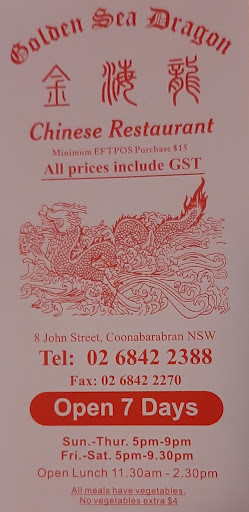 Golden Sea Dragon
金海龍
Chinese Restaurant
Minimum EFTPOS Purchase $15
All prices include GST
8 John Street, Coonabarabran NSW
Tel: 02 6842 2388
Fax: 02 6842 2270
Open 7 Days
Sun.-Thur. 5pm-9pm
Fri.-Sat. 5pm-9.30pm
Open Lunch 11.30am - 2.30pm
All meals have vegetables.
No vegetables extra $4